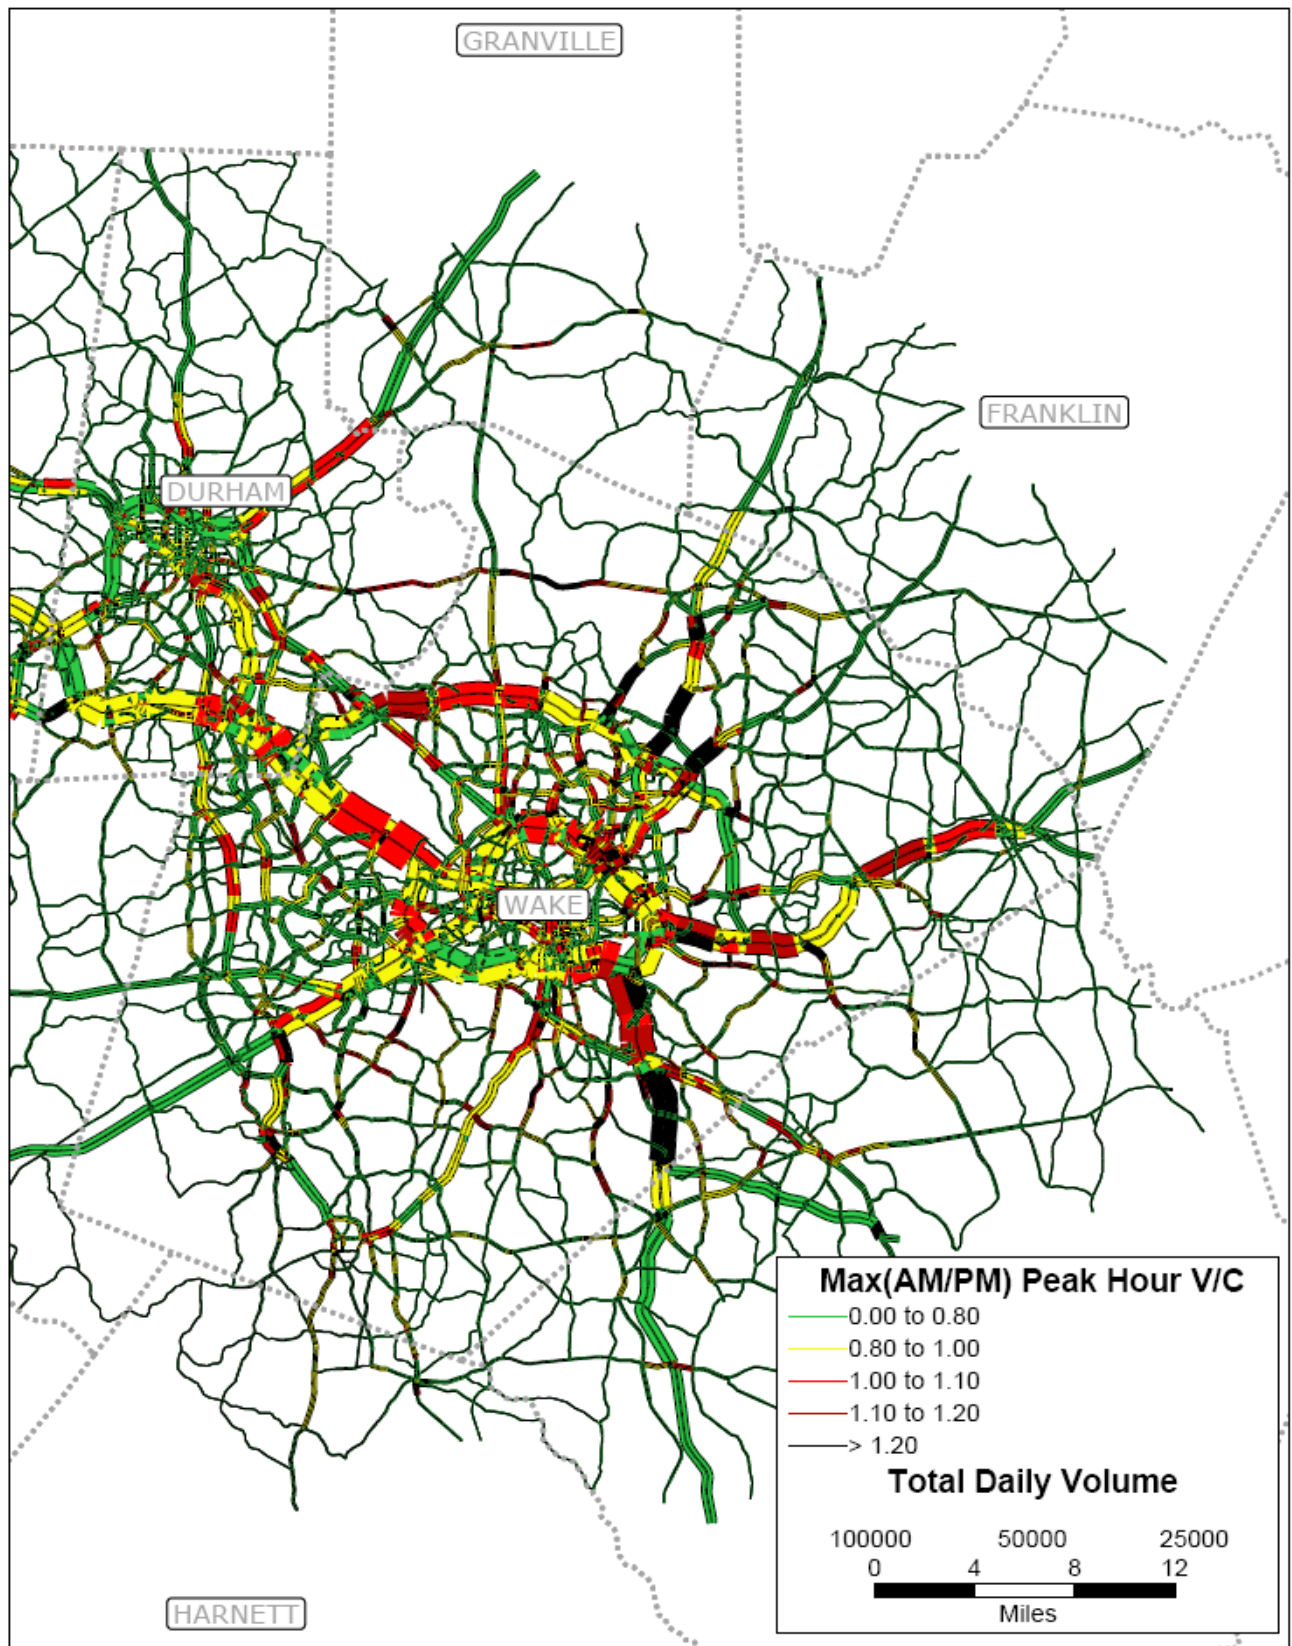 GRANVILLE
FRANKLIN
DURHAM
WAKE
Max(AM/PM) Peak Hour V/C
0.00 to 0.80
0.80 to 1.00
1.00 to 1.10
1.10 to 1.20
> 1.20
Total Daily Volume
100000 50000 25000
0 4 8 12
Miles
HARNETT